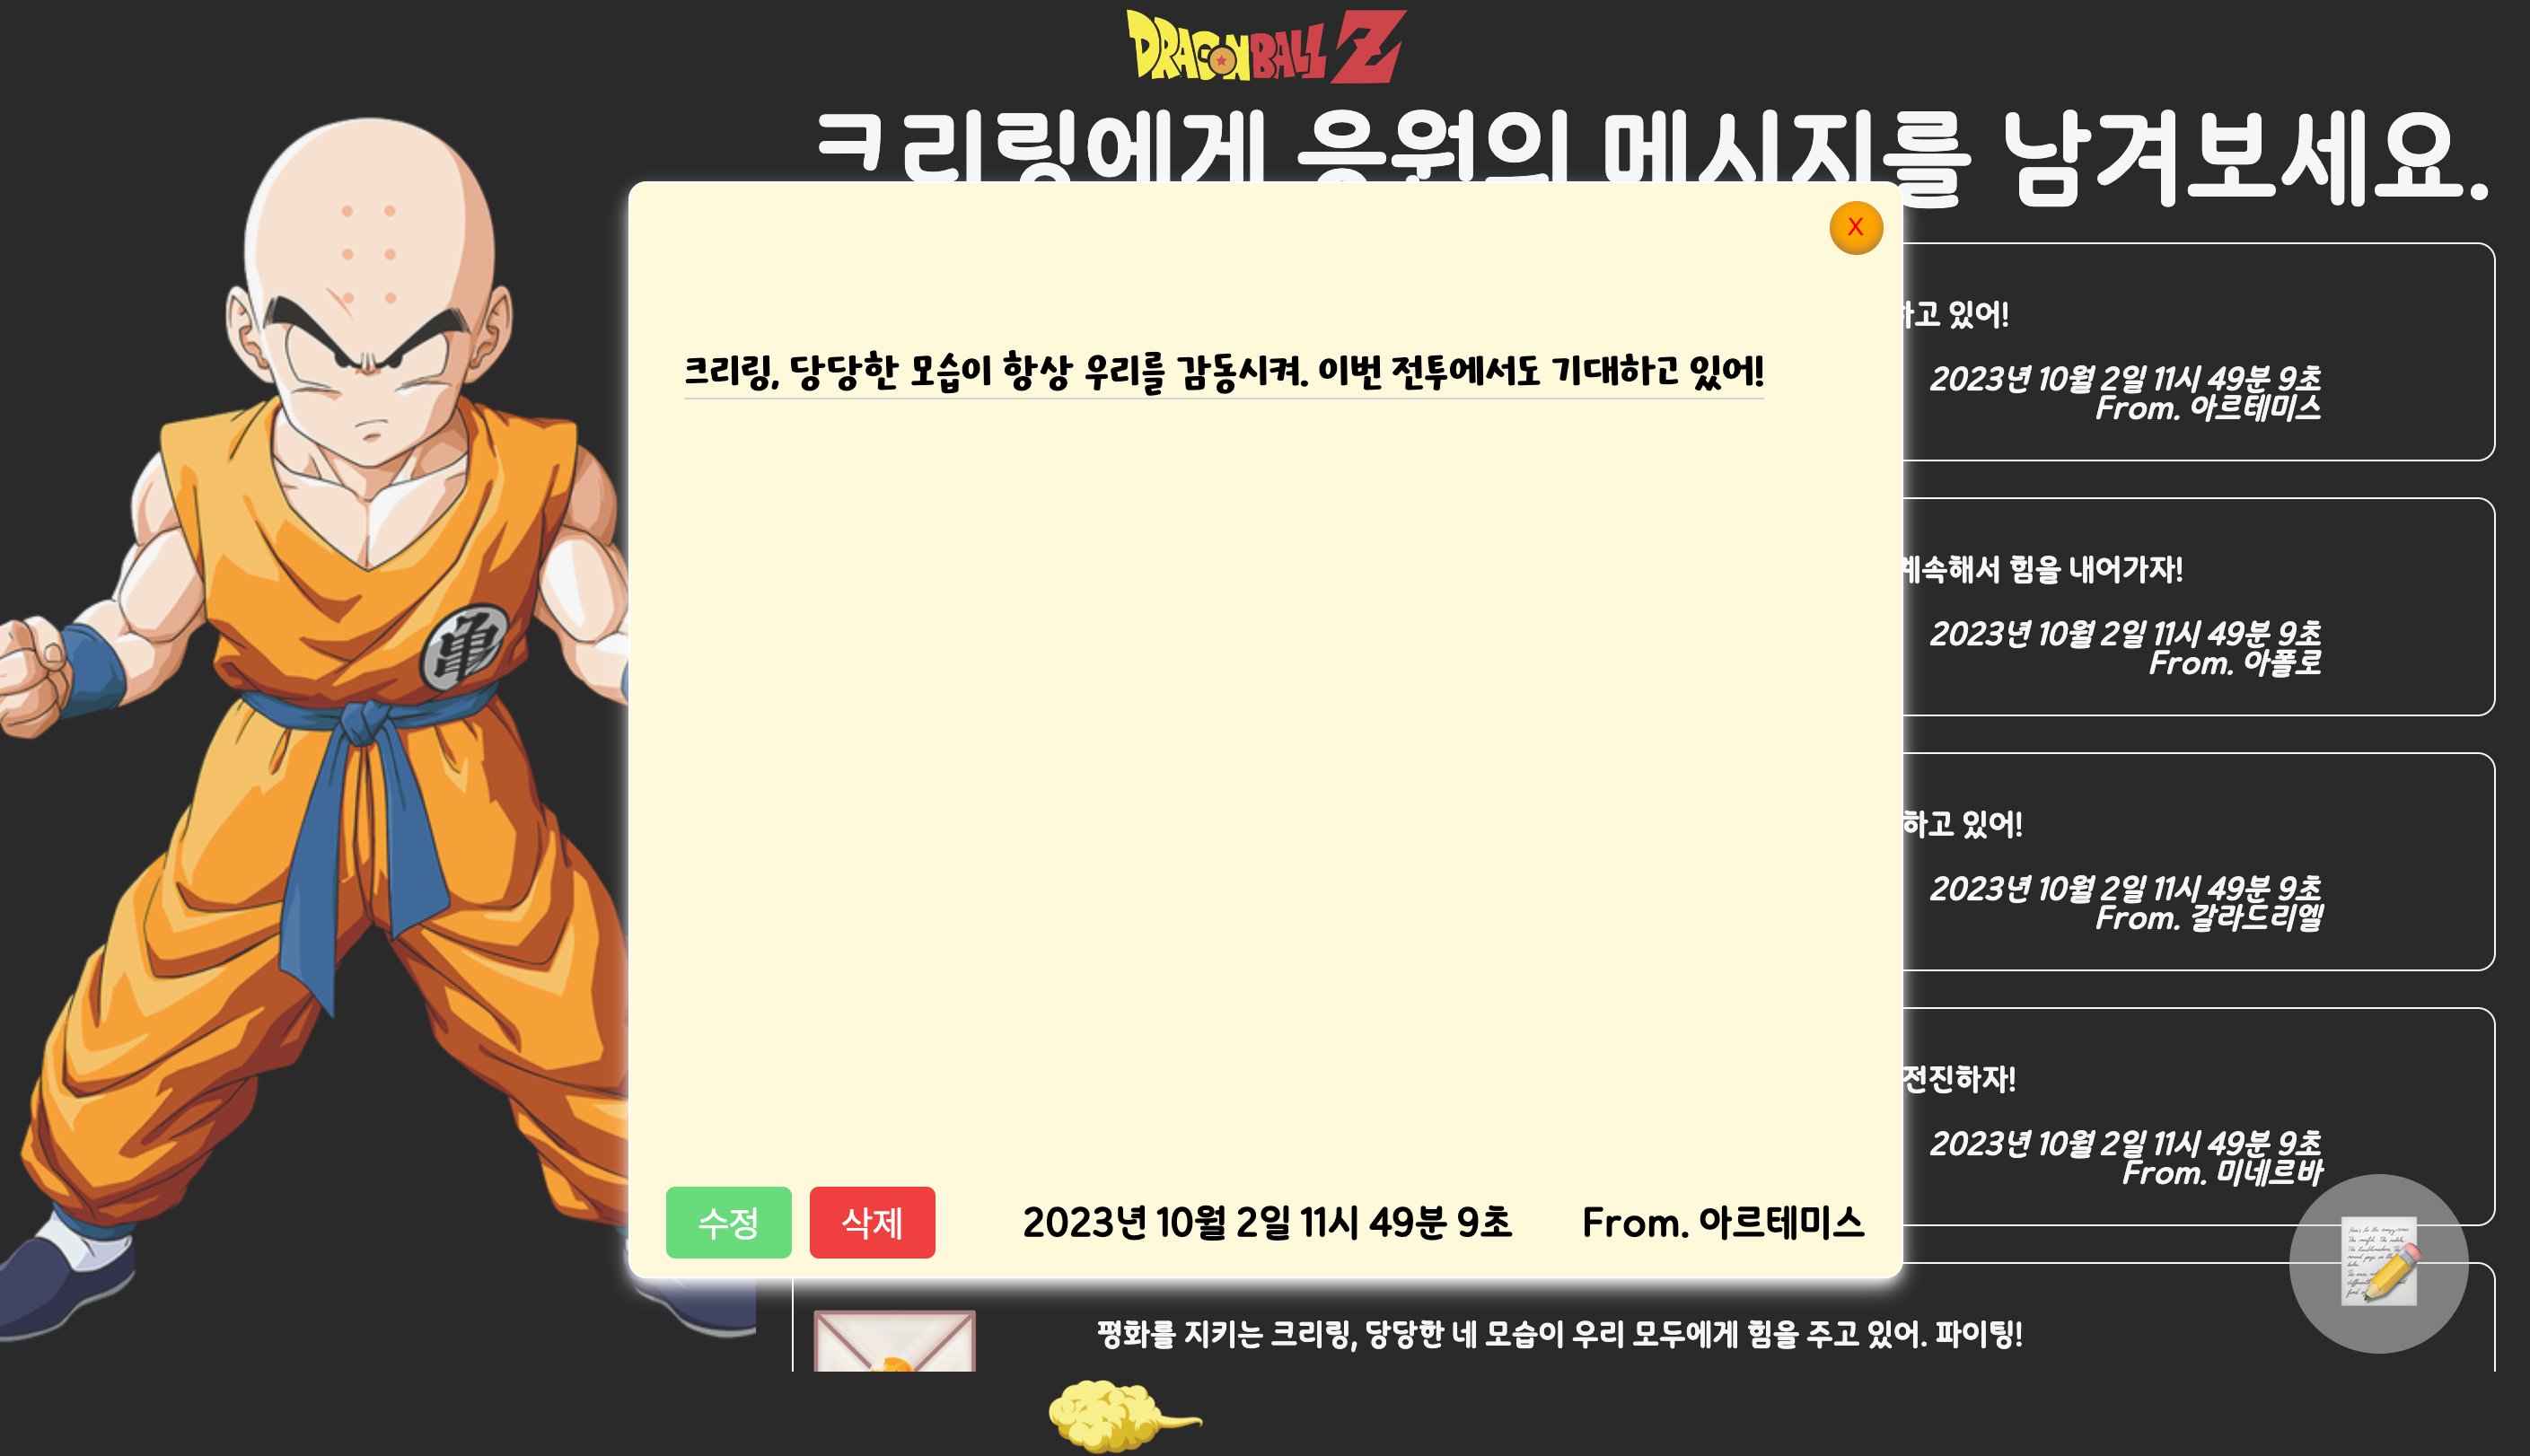 DRAGONBALL Z
크리링에게 응원의 메시지를 남겨보세요.
X
크리링, 당당한 모습이 항상 우리를 감동시켜. 이번 전투에서도 기대하고 있어!
수정
삭제
2023년 10월 2일 11시 49분 9초
From. 아르테미스
하고 있어!
2023년 10월 2일 11시 49분 9초
From. 아르테미스
계속해서 힘을 내어가자!
2023년 10월 2일 11시 49분 9초
From. 아폴로
하고 있어!
2023년 10월 2일 11시 49분 9초
From. 갈라드리엘
전진하자!
2023년 10월 2일 11시 49분 9초
From. 미네르바
평화를 지키는 크리링, 당당한 네 모습이 우리 모두에게 힘을 주고 있어. 파이팅!
亀